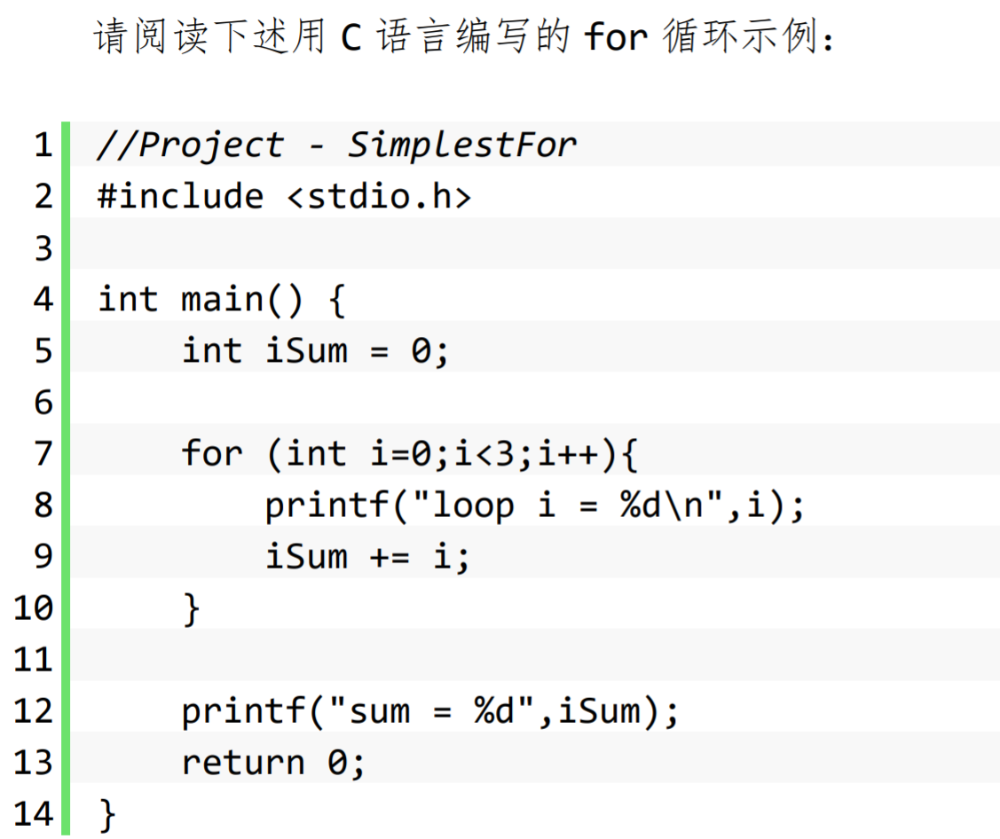 请阅读下述用 C 语言编写的 for 循环示例：
1 //Project - SimplestFor
2 #include <stdio.h>
3
4 int main() {
5     int iSum = 0;
6
7     for (int i=0;i<3;i++){
8         printf("loop i = %d\n",i);
9         iSum += i;
10     }
11
12     printf("sum = %d",iSum);
13     return 0;
14 }